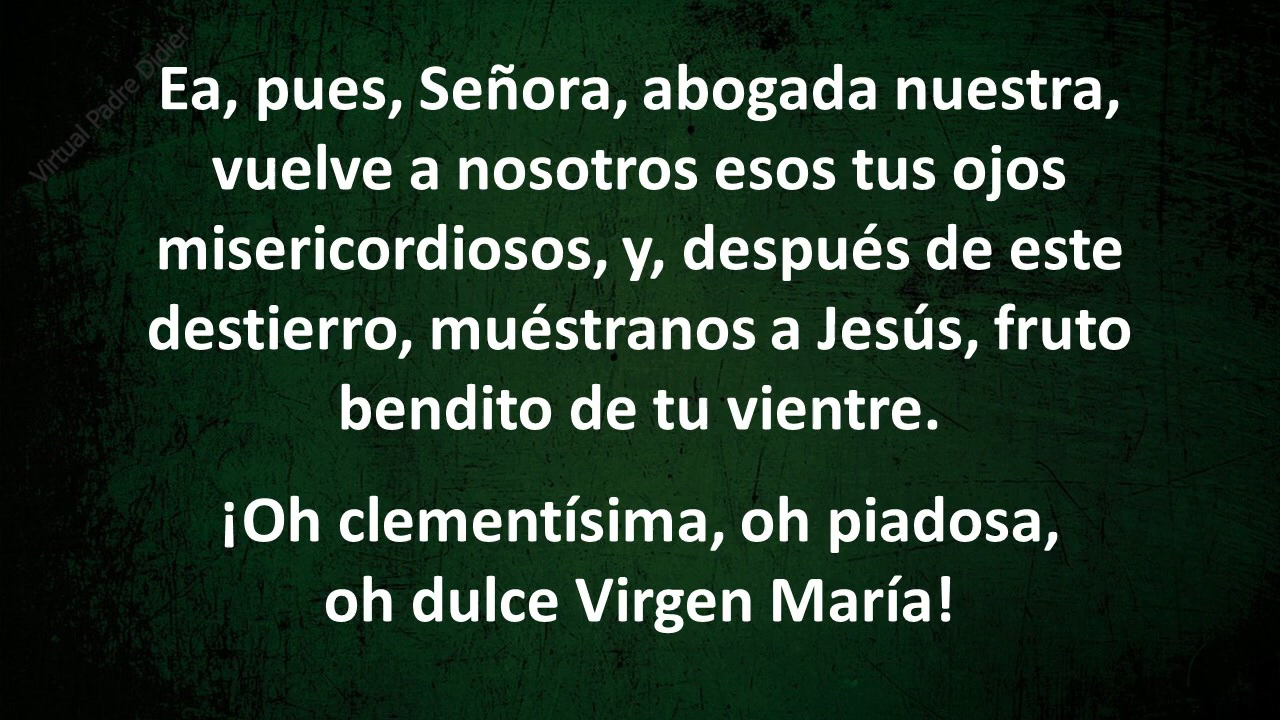 Virtual Padre Didier
Ea, pues, Señora, abogada nuestra,
vuelve a nosotros esos tus ojos
misericordiosos, y, después de este
destierro, muéstranos a Jesús, fruto
bendito de tu vientre.
¡Oh clementísima, oh piadosa,
oh dulce Virgen María!